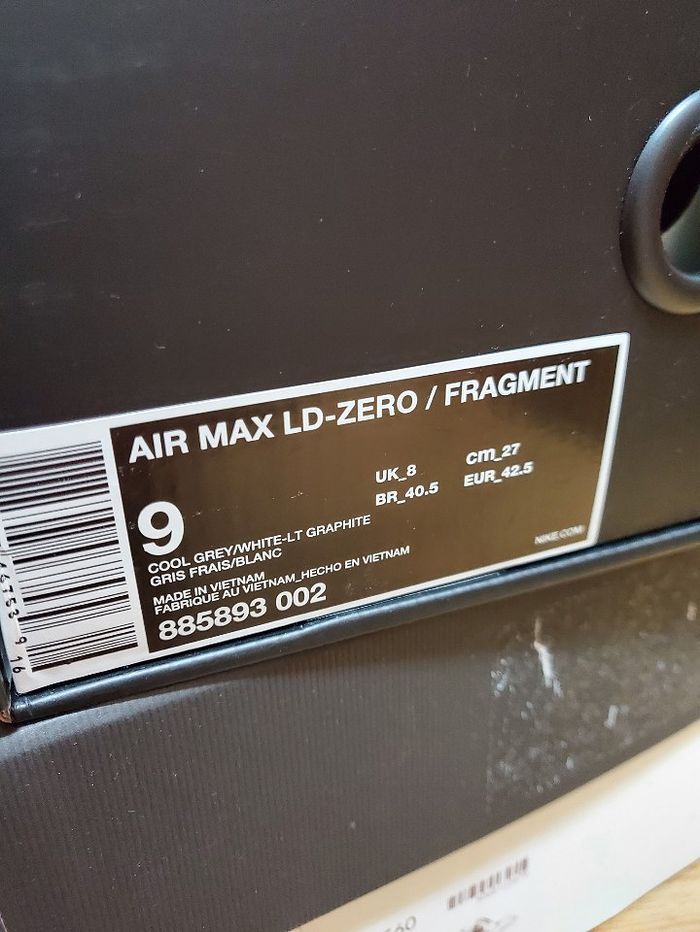 AIR MAX LD-ZERO / FRAGMENT
9
UK_8
cm_27
BR_40.5
EUR_42.5
COOL GREY/WHITE-LT GRAPHITE
GRIS FRAIS/BLANC
MADE IN VIETNAM
FABRIQUE AU VIETNAM_HECHO EN VIETNAM
885893 002
NIKE.COM